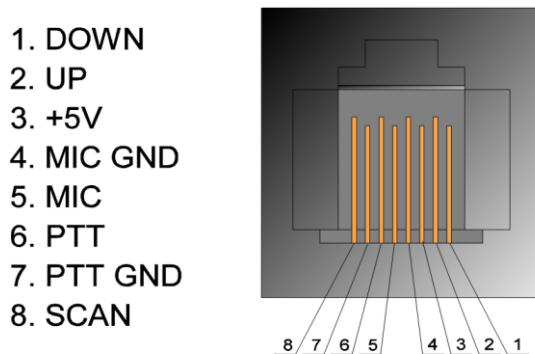 1. DOWN
2. UP
3. +5V
4. MIC GND
5. MIC
6. PTT
7. PTT GND
8. SCAN
8 7 6 5 4 3 2 1